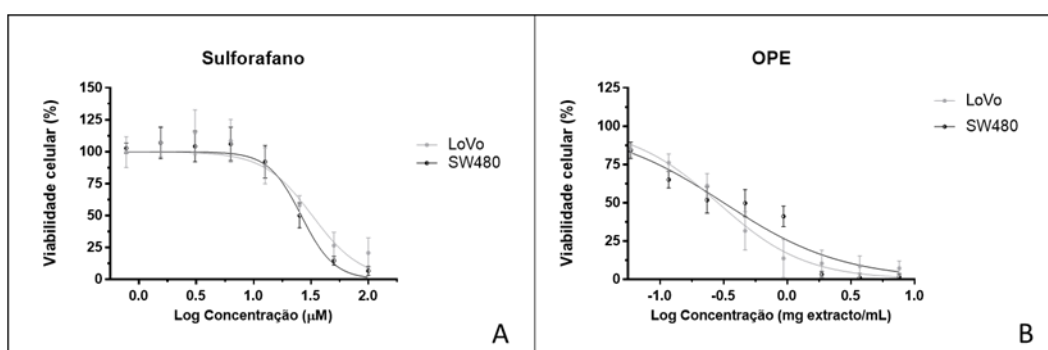 Sulforafano
Viabilidade celular (%)
150
125
100
75
50
25
0
0.0 0.5 1.0 1.5 2.0
Log Concentração (µM)
LoVo
SW480
A
OPE
Viabilidade celular (%)
125
100
75
50
25
0
-1.0 -0.5 0.0 0.5 1.0
Log Concentração (mg extracto/mL)
LoVo
SW480
B